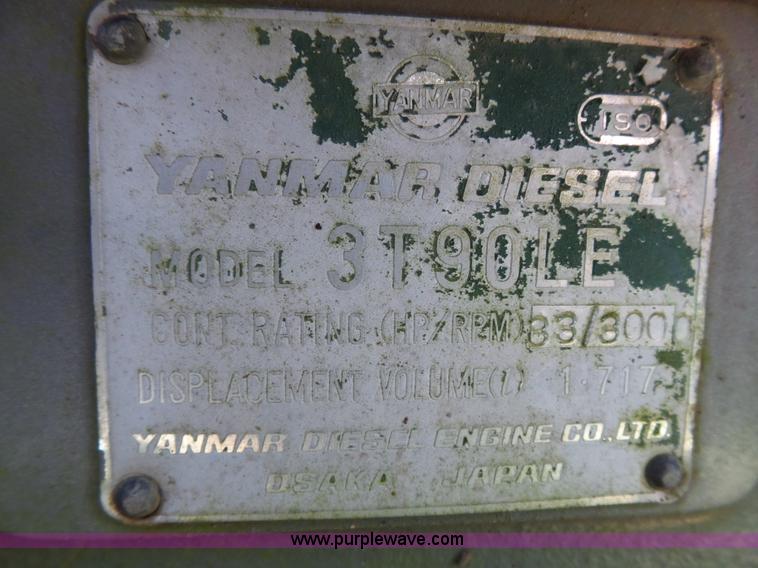 YANMAR
ISO
YANMAR DIESEL
MODEL 3T90LE
CONT. RATING (HP/RPM) 33/3000
DISPLACEMENT VOLUME(l) 1.717
YANMAR DIESEL ENGINE CO., LTD.
OSAKA JAPAN
www.purplewave.com